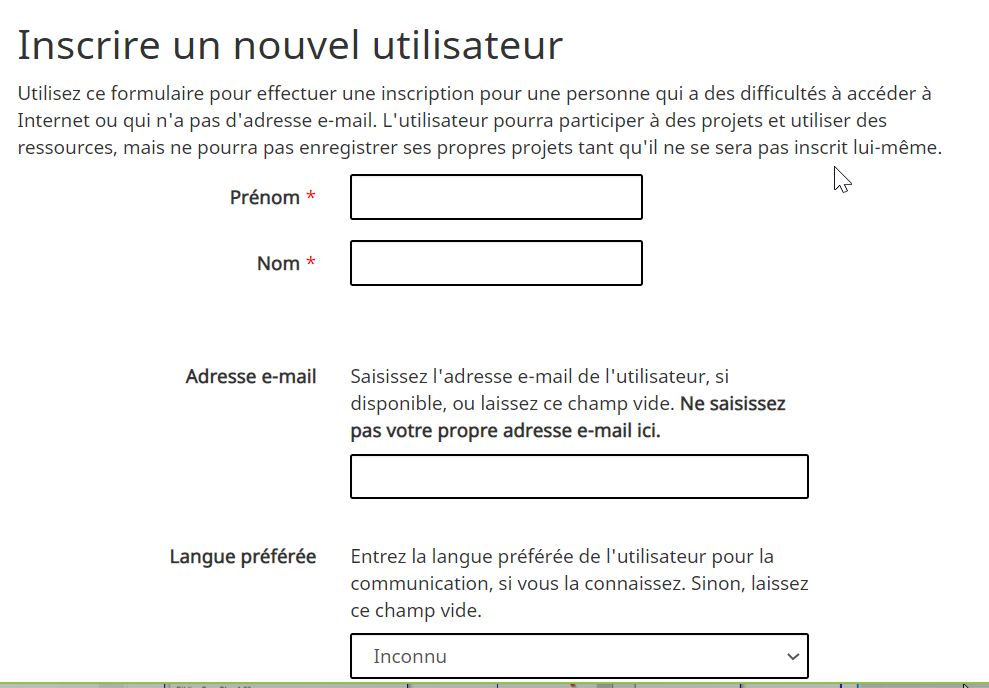 Inscrire un nouvel utilisateur
Utilisez ce formulaire pour effectuer une inscription pour une personne qui a des difficultés à accéder à
Internet ou qui n'a pas d'adresse e-mail. L'utilisateur pourra participer à des projets et utiliser des
ressources, mais ne pourra pas enregistrer ses propres projets tant qu'il ne se sera pas inscrit lui-même.
Prénom *
Nom *
Adresse e-mail
Saisissez l'adresse e-mail de l'utilisateur, si
disponible, ou laissez ce champ vide. Ne saisissez
pas votre propre adresse e-mail ici.
Langue préférée
Entrez la langue préférée de l'utilisateur pour la
communication, si vous la connaissez. Sinon, laissez
ce champ vide.
Inconnu